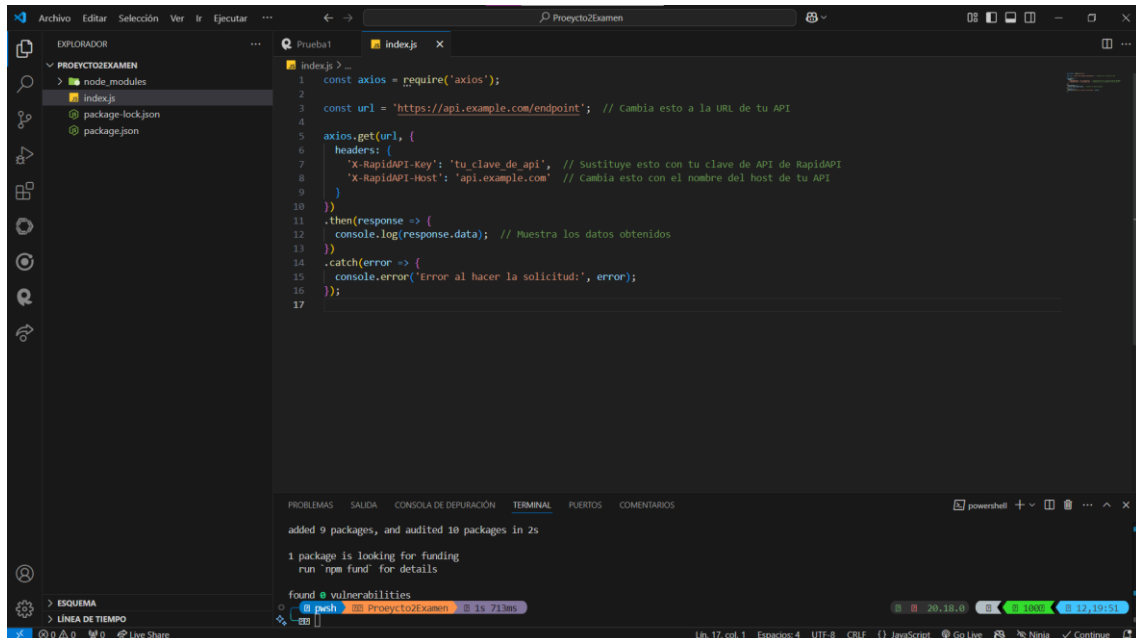 Archivo Editar Selección Ver Ir Ejecutar ···
Proeycto2Examen
EXPLORADOR
PROEYCTO2EXAMEN
node_modules
index.js
package-lock.json
package.json
Prueba1
index.js
index.js > ...
1 const axios = require('axios');
2
3 const url = 'https://api.example.com/endpoint';  // Cambia esto a la URL de tu API
4
5 axios.get(url, {
6   headers: {
7     'X-RapidAPI-Key': 'tu_clave_de_api',  // Sustituye esto con tu clave de API de RapidAPI
8     'X-RapidAPI-Host': 'api.example.com'  // Cambia esto con el nombre del host de tu API
9   }
10 })
11 .then(response => {
12   console.log(response.data);  // Muestra los datos obtenidos
13 })
14 .catch(error => {
15   console.error('Error al hacer la solicitud:', error);
16 });
17
PROBLEMAS SALIDA CONSOLA DE DEPURACIÓN TERMINAL PUERTOS COMENTARIOS
powershell
added 9 packages, and audited 10 packages in 2s
1 package is looking for funding
run `npm fund` for details
found 0 vulnerabilities
pwsh Proeycto2Examen 1s 713ms
20.18.0 100 12,19:51
ESQUEMA
LÍNEA DE TIEMPO
0 0 0 Live Share
Lín. 17, col. 1 Espacios: 4 UTF-8 CRLF {} JavaScript Go Live Ninja Continue